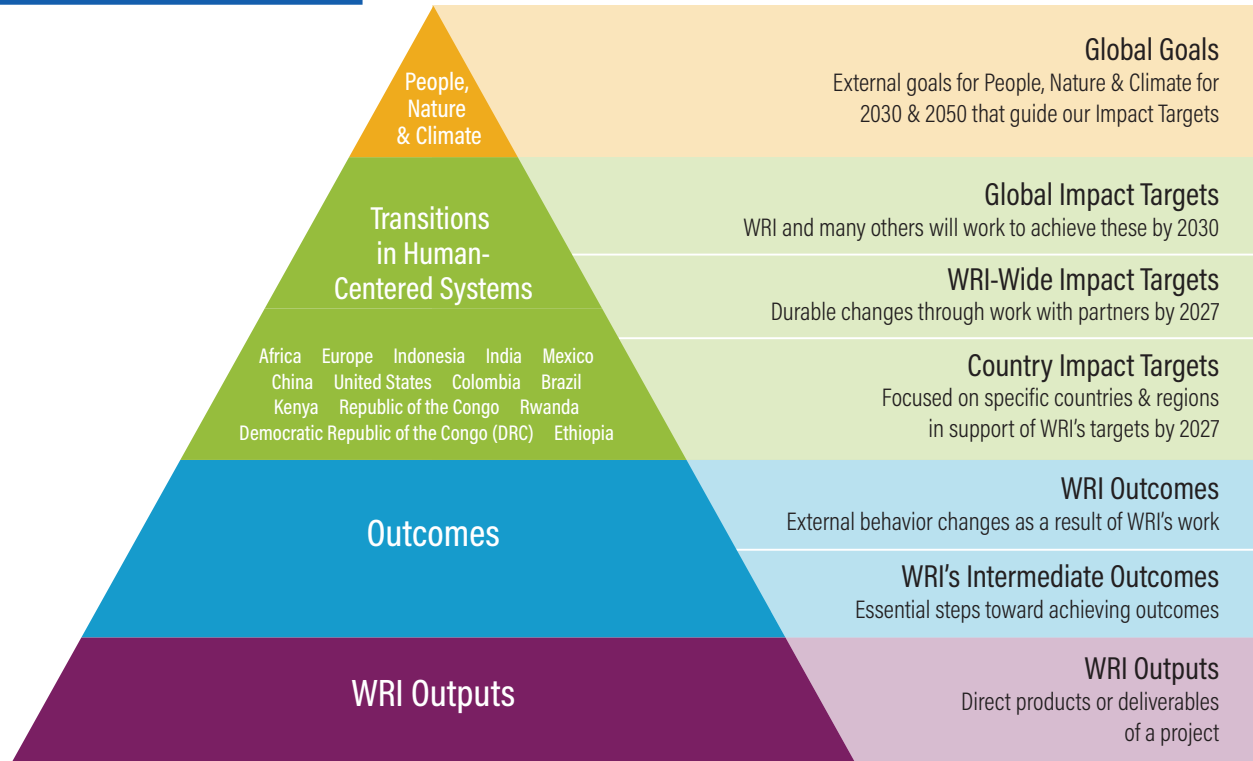 People,
Nature
& Climate
Global Goals
External goals for People, Nature & Climate for
2030 & 2050 that guide our Impact Targets
Transitions
in Human-
Centered Systems
Global Impact Targets
WRI and many others will work to achieve these by 2030
WRI-Wide Impact Targets
Durable changes through work with partners by 2027
Africa Europe Indonesia India Mexico
China United States Colombia Brazil
Kenya Republic of the Congo Rwanda
Democratic Republic of the Congo (DRC) Ethiopia
Country Impact Targets
Focused on specific countries & regions
in support of WRI's targets by 2027
Outcomes
WRI Outcomes
External behavior changes as a result of WRI's work
WRI's Intermediate Outcomes
Essential steps toward achieving outcomes
WRI Outputs
WRI Outputs
Direct products or deliverables
of a project